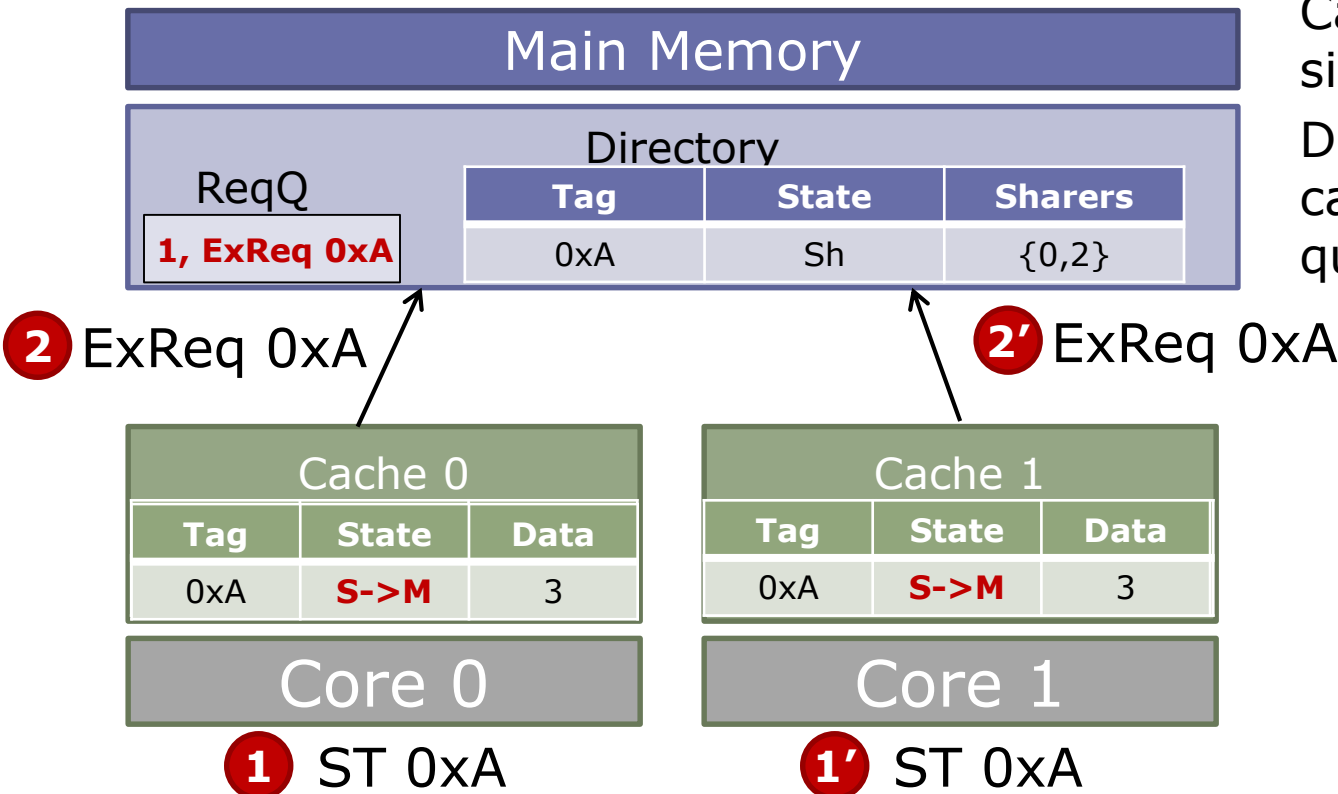 Main Memory
Directory
ReqQ
1, ExReq 0xA
Tag State Sharers
0xA Sh {0,2}
2 ExReq 0xA
2′ ExReq 0xA
Cache 0
Tag State Data
0xA S->M 3
Core 0
1 ST 0xA
Cache 1
Tag State Data
0xA S->M 3
Core 1
1′ ST 0xA